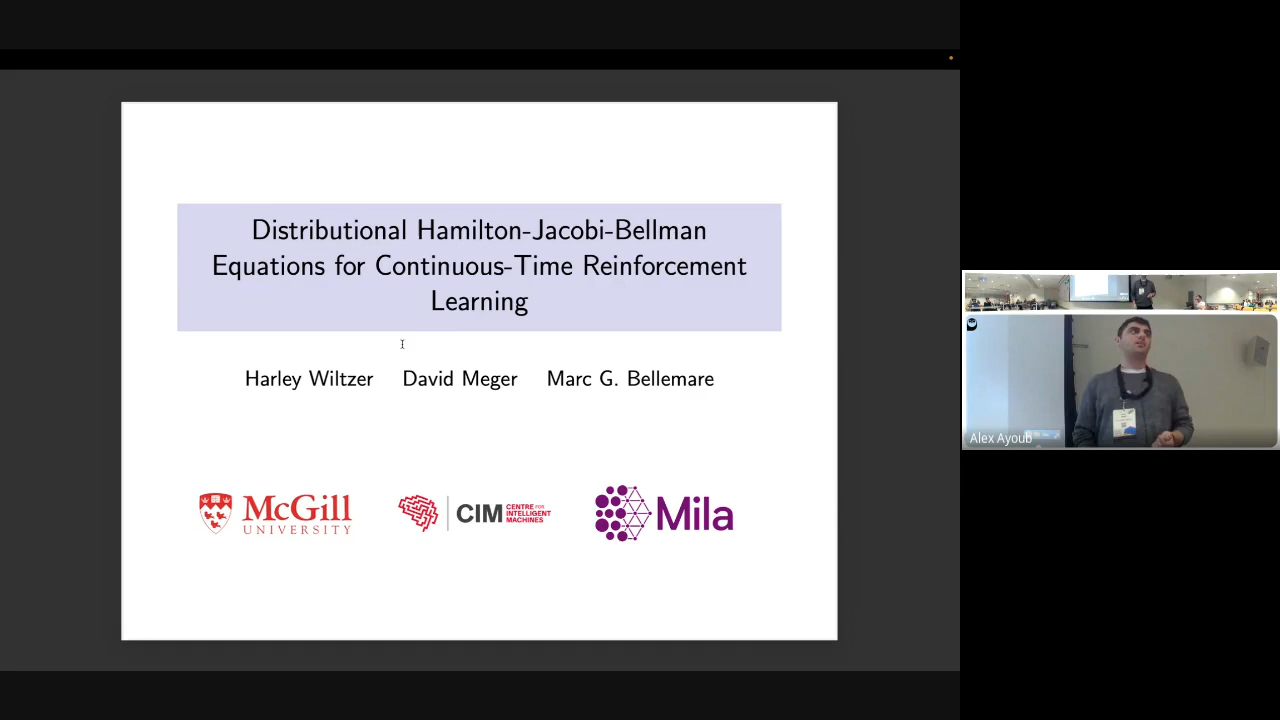 Distributional Hamilton-Jacobi-Bellman
Equations for Continuous-Time Reinforcement
Learning
Harley Wiltzer David Meger Marc G. Bellemare
McGill
UNIVERSITY
CIM
CENTRE FOR
INTELLIGENT
MACHINES
Mila
Alex Ayoub